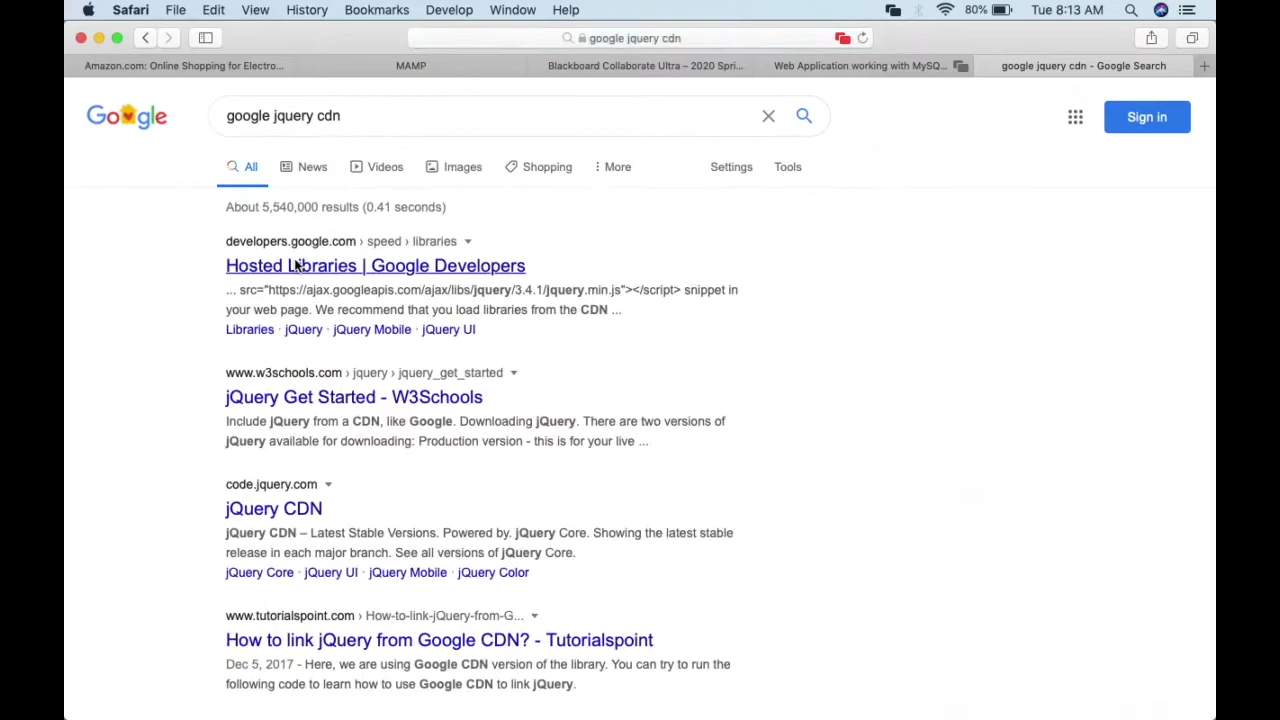 Safari File Edit View History Bookmarks Develop Window Help 80% Tue 8:13 AM
google jquery cdn
Amazon.com: Online Shopping for Electro... MAMP Blackboard Collaborate Ultra – 2020 Spri... Web Application working with MySQ... google jquery cdn - Google Search
Google google jquery cdn Sign in
All News Videos Images Shopping More Settings Tools
About 5,540,000 results (0.41 seconds)
developers.google.com › speed › libraries
Hosted Libraries | Google Developers
... src="https://ajax.googleapis.com/ajax/libs/jquery/3.4.1/jquery.min.js"></script> snippet in
your web page. We recommend that you load libraries from the CDN ...
Libraries · jQuery · jQuery Mobile · jQuery UI
www.w3schools.com › jquery › jquery_get_started
jQuery Get Started - W3Schools
Include jQuery from a CDN, like Google. Downloading jQuery. There are two versions of
jQuery available for downloading: Production version - this is for your live ...
code.jquery.com
jQuery CDN
jQuery CDN – Latest Stable Versions. Powered by. jQuery Core. Showing the latest stable
release in each major branch. See all versions of jQuery Core.
jQuery Core · jQuery UI · jQuery Mobile · jQuery Color
www.tutorialspoint.com › How-to-link-jQuery-from-G...
How to link jQuery from Google CDN? - Tutorialspoint
Dec 5, 2017 - Here, we are using Google CDN version of the library. You can try to run the
following code to learn how to use Google CDN to link jQuery.